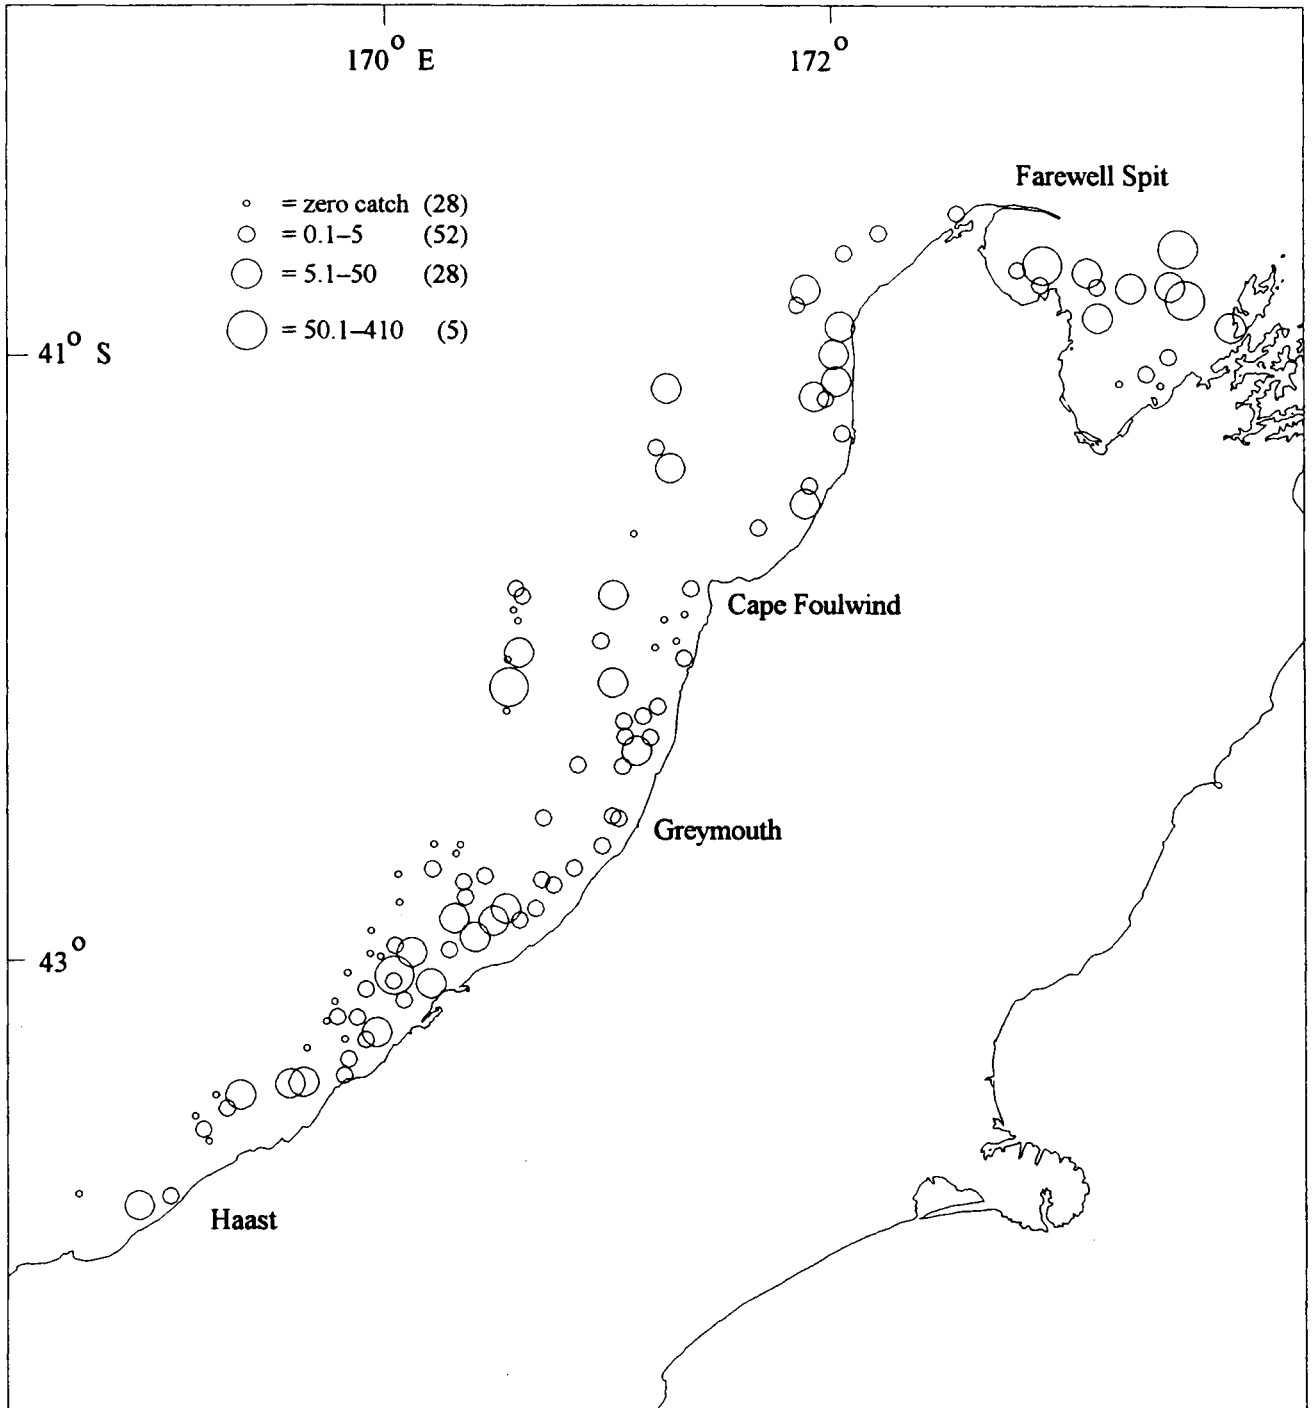 170° E
172°
Farewell Spit
= zero catch (28)
= 0.1–5 (52)
= 5.1–50 (28)
= 50.1–410 (5)
41° S
Cape Foulwind
Greymouth
43°
Haast